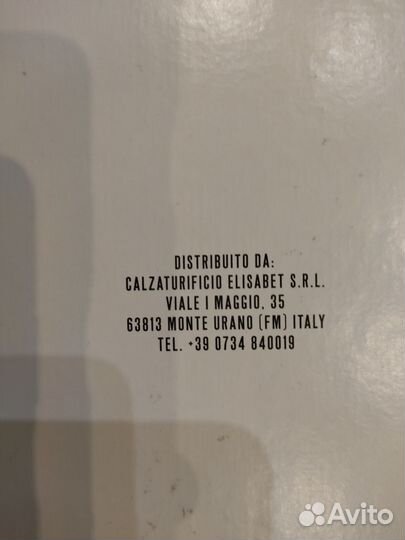 DISTRIBUITO DA:
CALZATURIFICIO ELISABET S.R.L.
VIALE I MAGGIO, 35
63813 MONTE URANO (FM) ITALY
TEL. +39 0734 840019
Avito